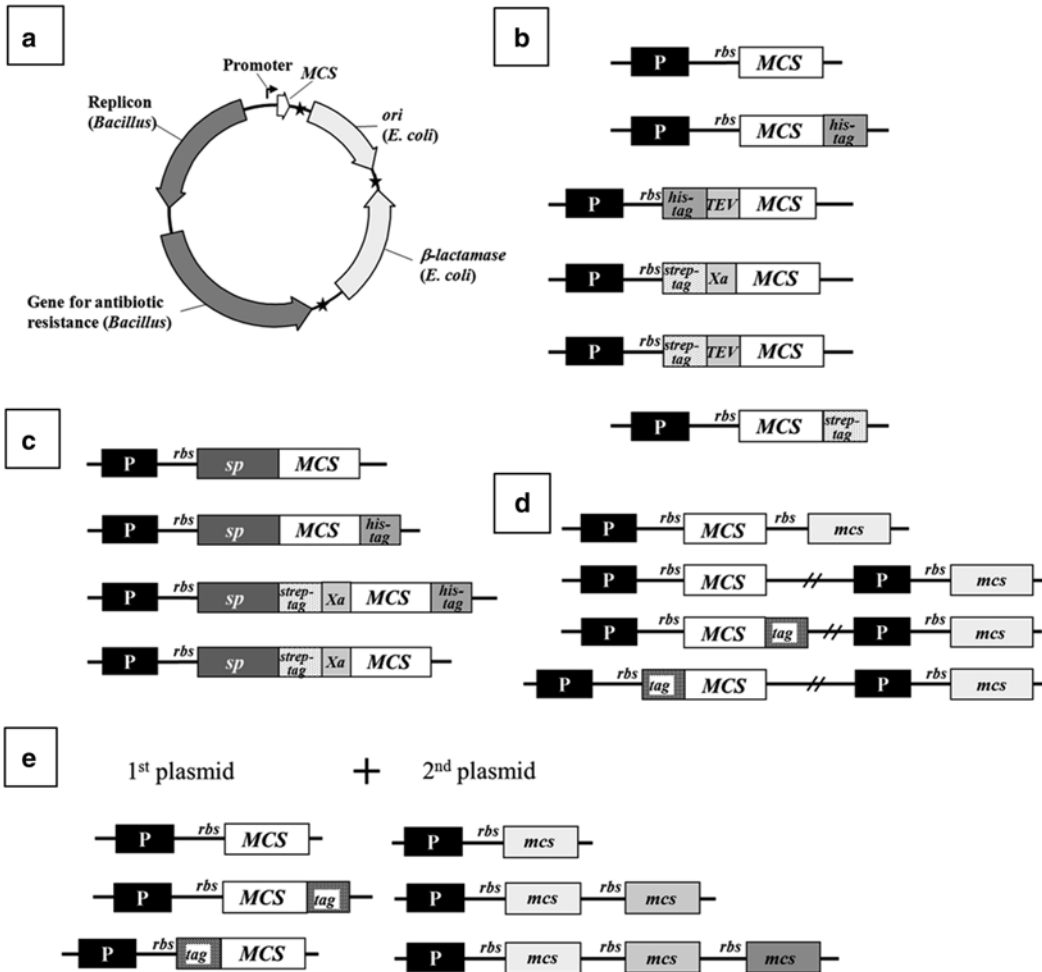 a
Promoter
MCS
Replicon
(Bacillus)
ori
(E. coli)
β-lactamase
(E. coli)
Gene for antibiotic
resistance (Bacillus)
b
P rbs MCS
P rbs MCS his-
tag
P rbs his-
tag TEV MCS
P rbs strep-
tag Xa MCS
P rbs strep-
tag TEV MCS
P rbs MCS strep-
tag
c
P rbs sp MCS
P rbs sp MCS his-
tag
P rbs sp strep-
tag Xa MCS his-
tag
P rbs sp strep-
tag Xa MCS
d
P rbs MCS rbs mcs
P rbs MCS // P rbs mcs
P rbs MCS tag // P rbs mcs
P rbs tag MCS // P rbs mcs
e
1st plasmid + 2nd plasmid
P rbs MCS P rbs mcs
P rbs MCS tag P rbs mcs rbs mcs
P rbs tag MCS P rbs mcs rbs mcs rbs mcs